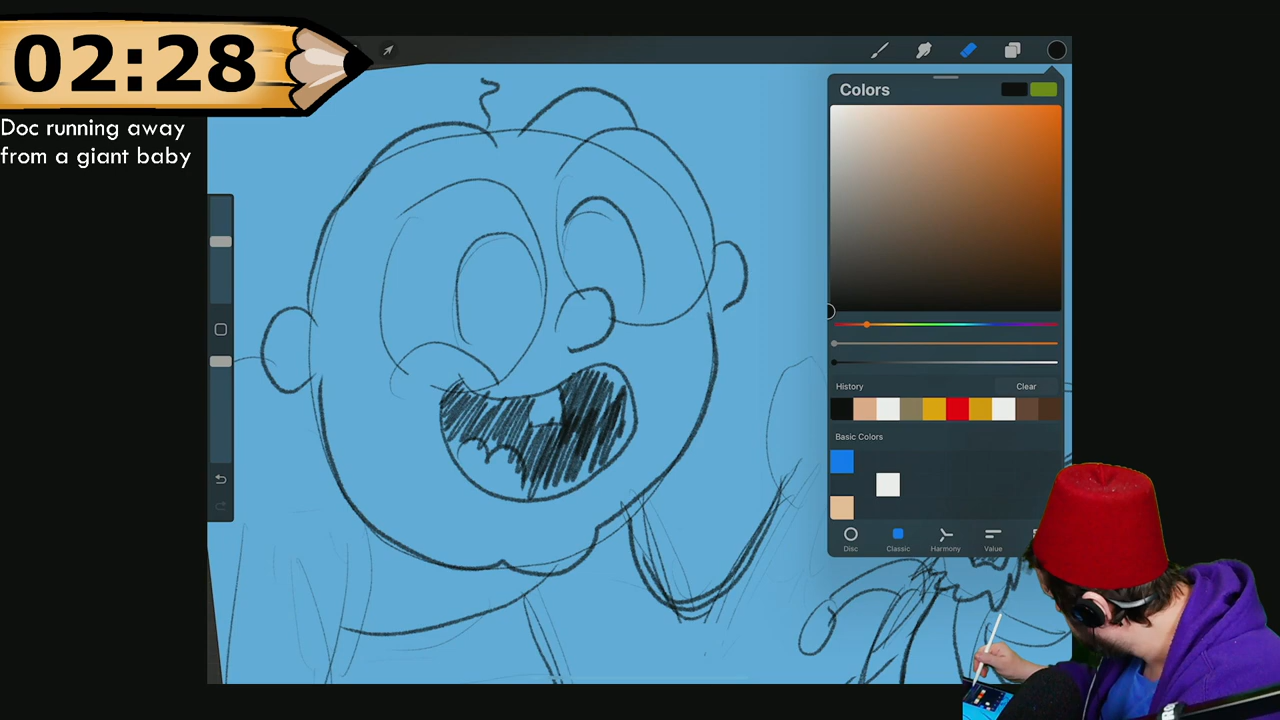 02:28
Doc running away
from a giant baby
Colors
History
Clear
Basic Colors
Disc
Classic
Harmony
Value